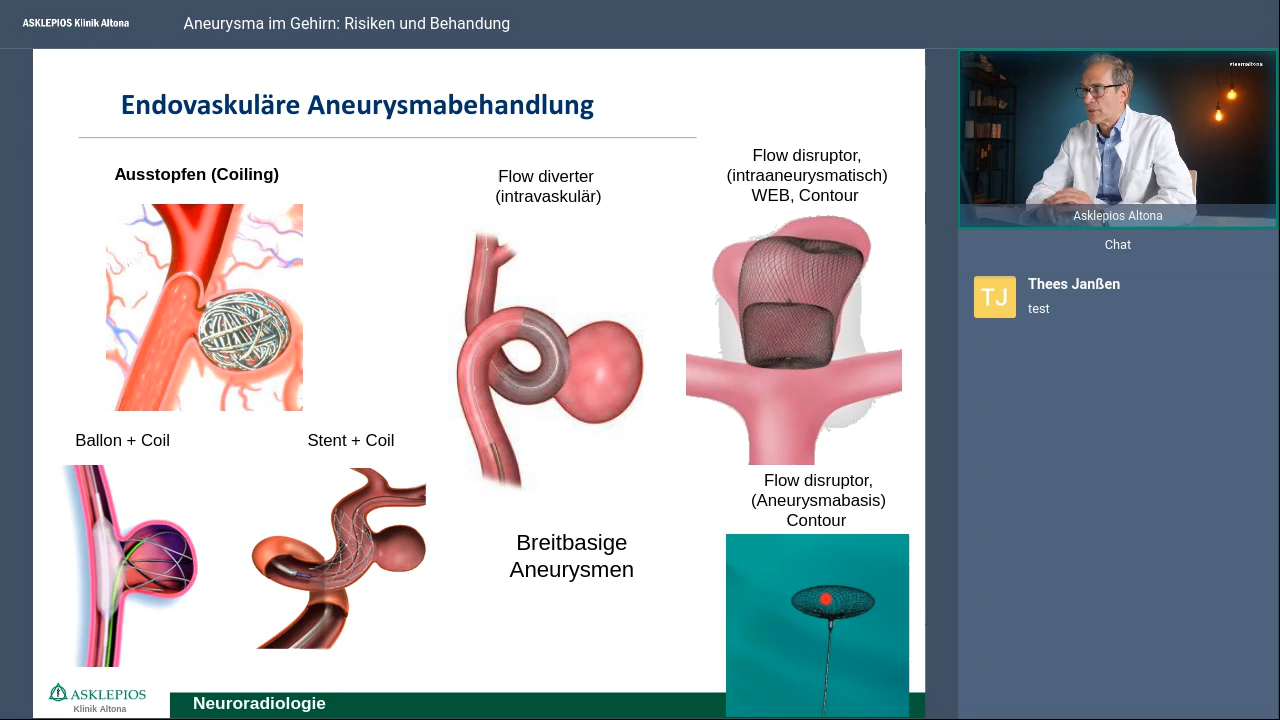 ASKLEPIOS Klinik Altona
Aneurysma im Gehirn: Risiken und Behandung
Endovaskuläre Aneurysmabehandlung
Ausstopfen (Coiling)
Flow diverter
(intravaskulär)
Flow disruptor,
(intraaneurysmatisch)
WEB, Contour
Ballon + Coil
Stent + Coil
Flow disruptor,
(Aneurysmabasis)
Contour
Breitbasige
Aneurysmen
ASKLEPIOS
Klinik Altona
Neuroradiologie
#teamaltona
Asklepios Altona
Chat
TJ
Thees Janßen
test